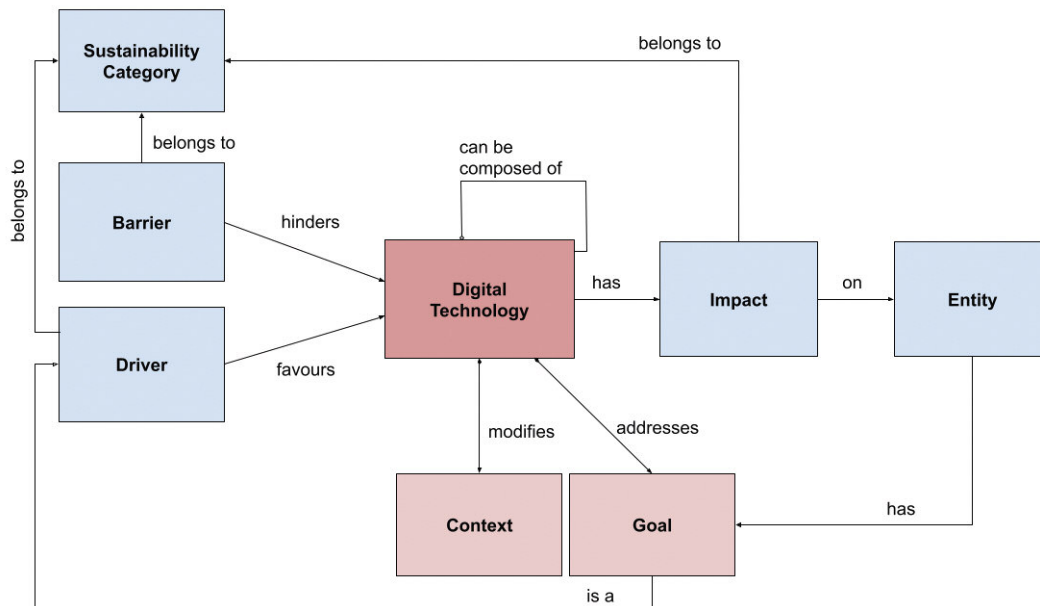 belongs to
Sustainability
Category
belongs to
can be
composed of
belongs to
Barrier
hinders
Digital
Technology
has
Impact
on
Entity
Driver
favours
modifies
addresses
Context
Goal
has
is a